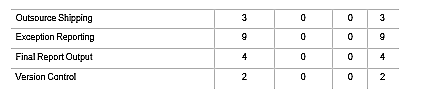 Outsource Shipping 3 0 0 3
Exception Reporting 9 0 0 9
Final Report Output 4 0 0 4
Version Control 2 0 0 2